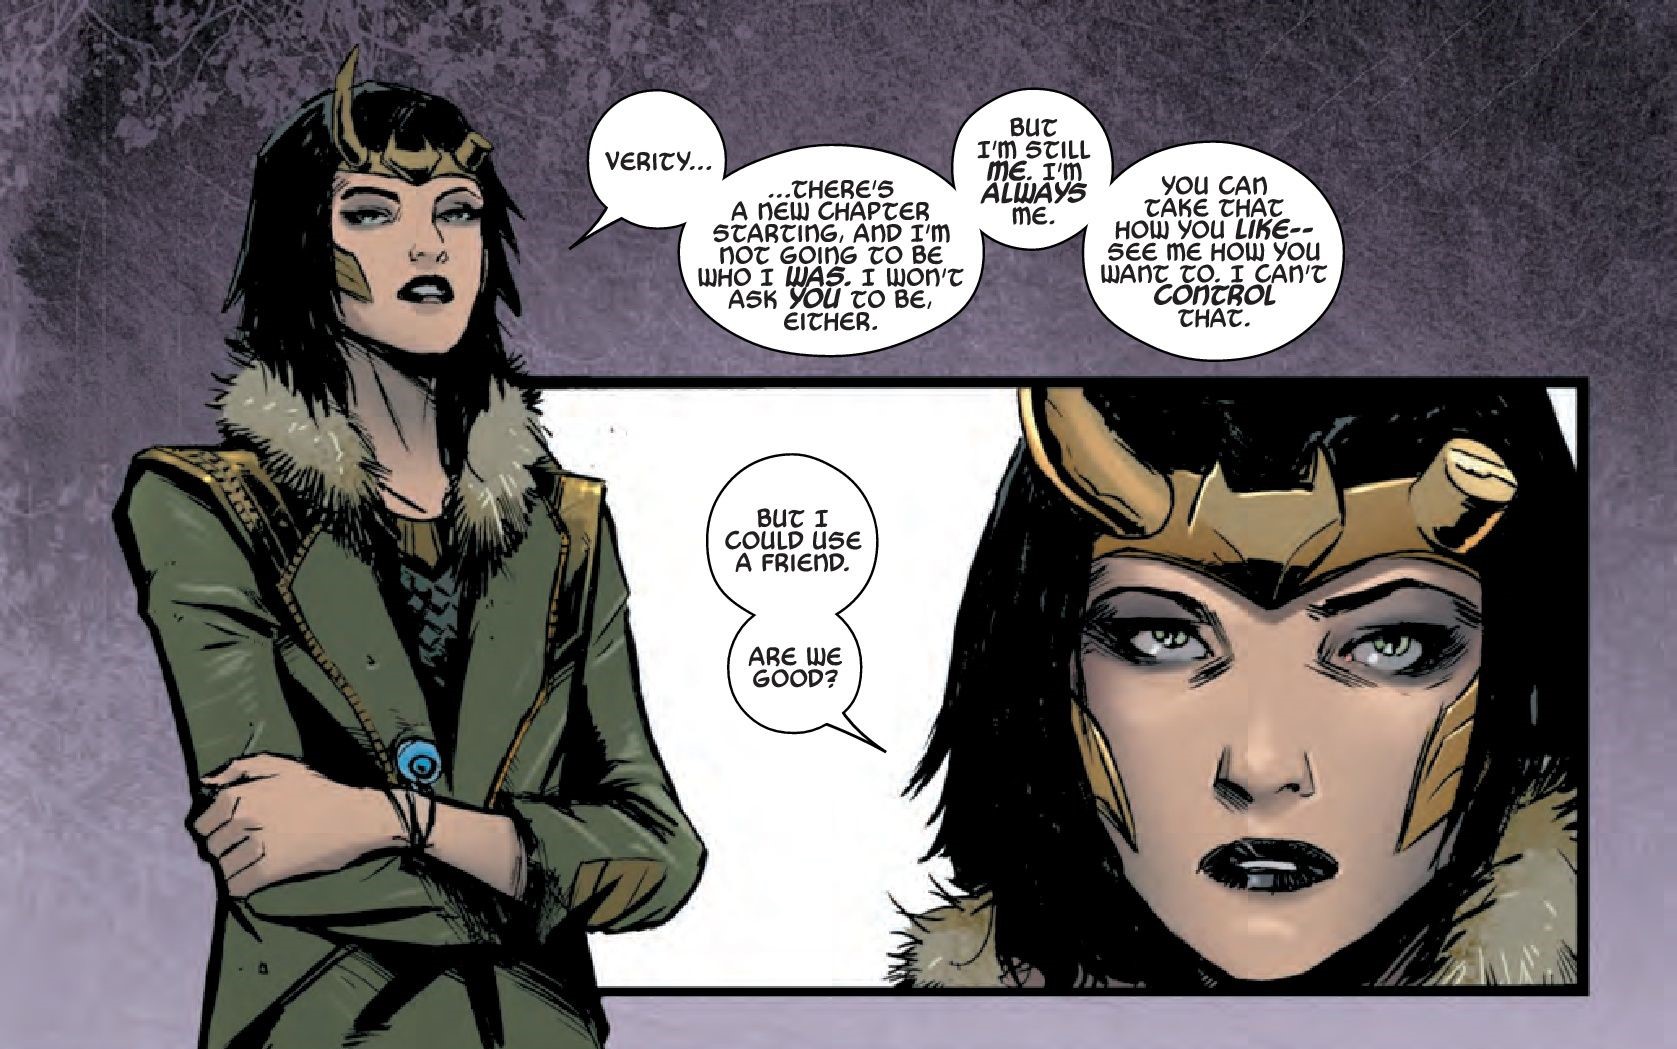 VERITY...
...THERE'S
A NEW CHAPTER
STARTING, AND I'M
NOT GOING TO BE
WHO I WAS. I WON'T
ASK YOU TO BE,
EITHER.
BUT
I'M STILL
ME. I'M
ALWAYS
ME.
YOU CAN
TAKE THAT
HOW YOU LIKE--
SEE ME HOW YOU
WANT TO. I CAN'T
CONTROL
THAT.
BUT I
COULD USE
A FRIEND.
ARE WE
GOOD?